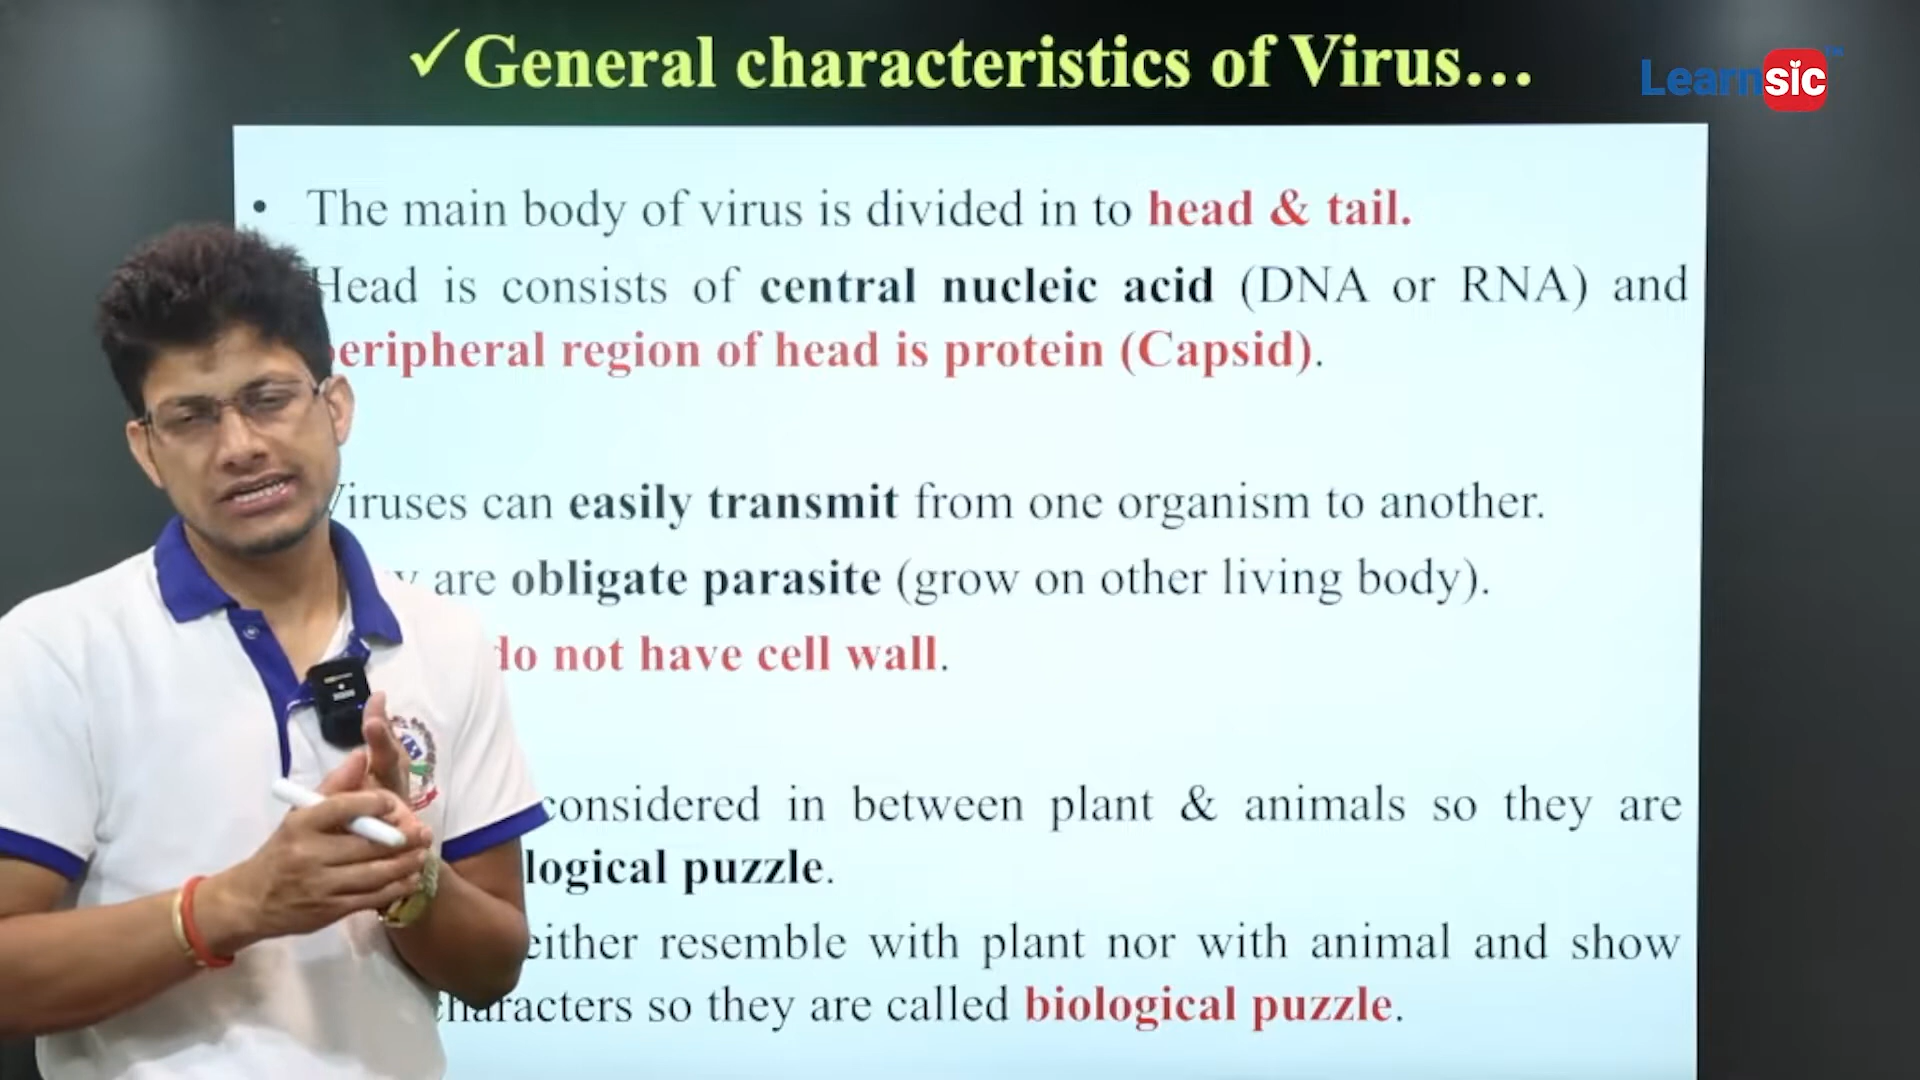 ✓General characteristics of Virus...
Learnsic
• The main body of virus is divided in to head & tail.
Head is consists of central nucleic acid (DNA or RNA) and
peripheral region of head is protein (Capsid).
Viruses can easily transmit from one organism to another.
are obligate parasite (grow on other living body).
do not have cell wall.
considered in between plant & animals so they are
logical puzzle.
either resemble with plant nor with animal and show
characters so they are called biological puzzle.